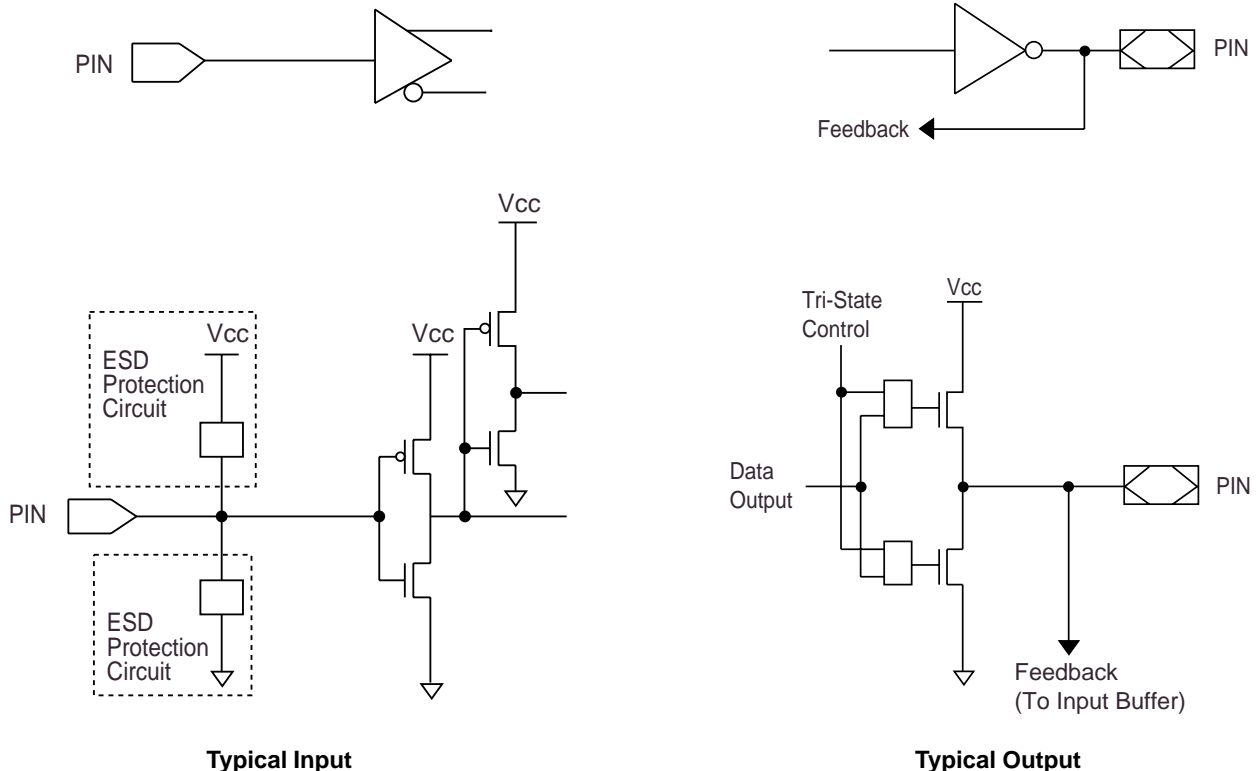 PIN
PIN
Feedback
Vcc
Vcc
Tri-State
Control
Vcc
Vcc
ESD
Protection
Circuit
Data
Output
PIN
PIN
ESD
Protection
Circuit
Feedback
(To Input Buffer)
Typical Input
Typical Output